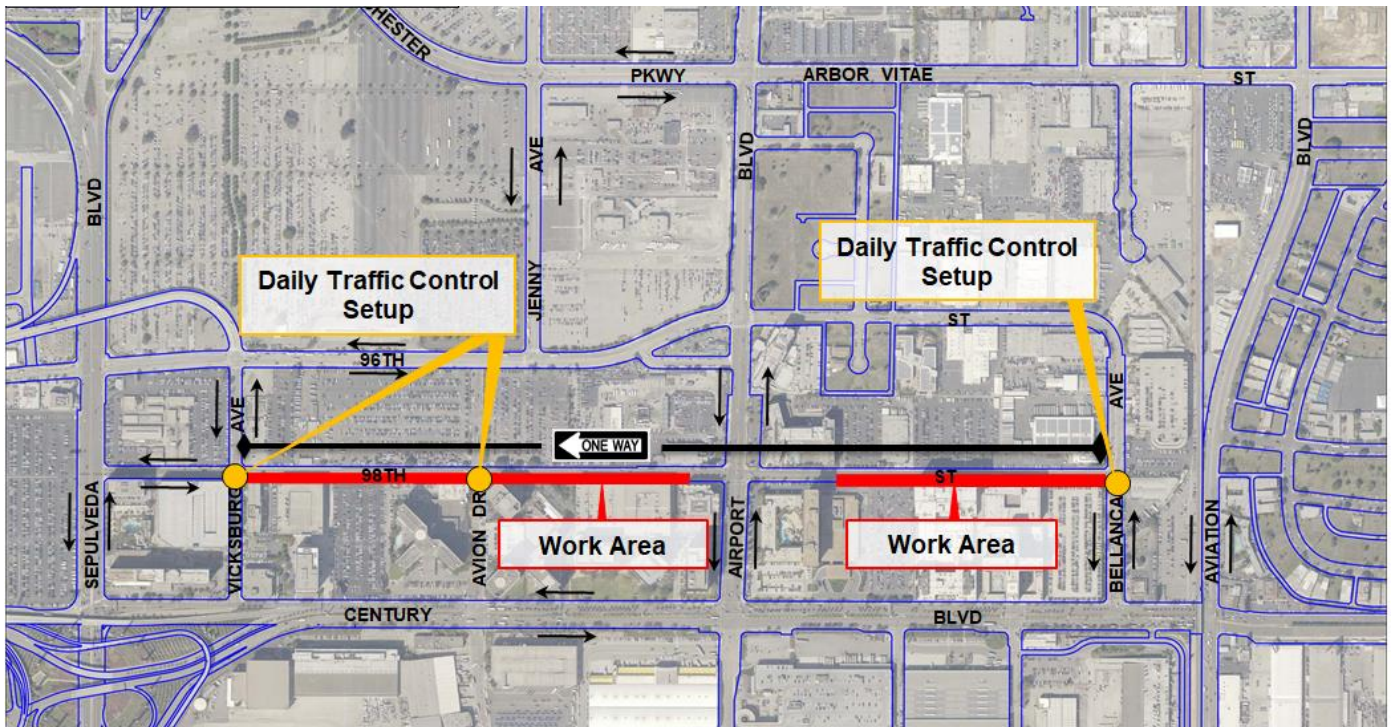 CHESTER
PKWY
ARBOR VITAE
ST
BLVD
AVE
BLVD
BLVD
JENNY
Daily Traffic Control
Setup
Daily Traffic Control
Setup
ST
96TH
AVE
AVE
ONE WAY
98TH
ST
SEPULVEDA
VICKSBURG
AVION DR
AIRPORT
BELLANCA
AVIATION
Work Area
Work Area
CENTURY
BLVD